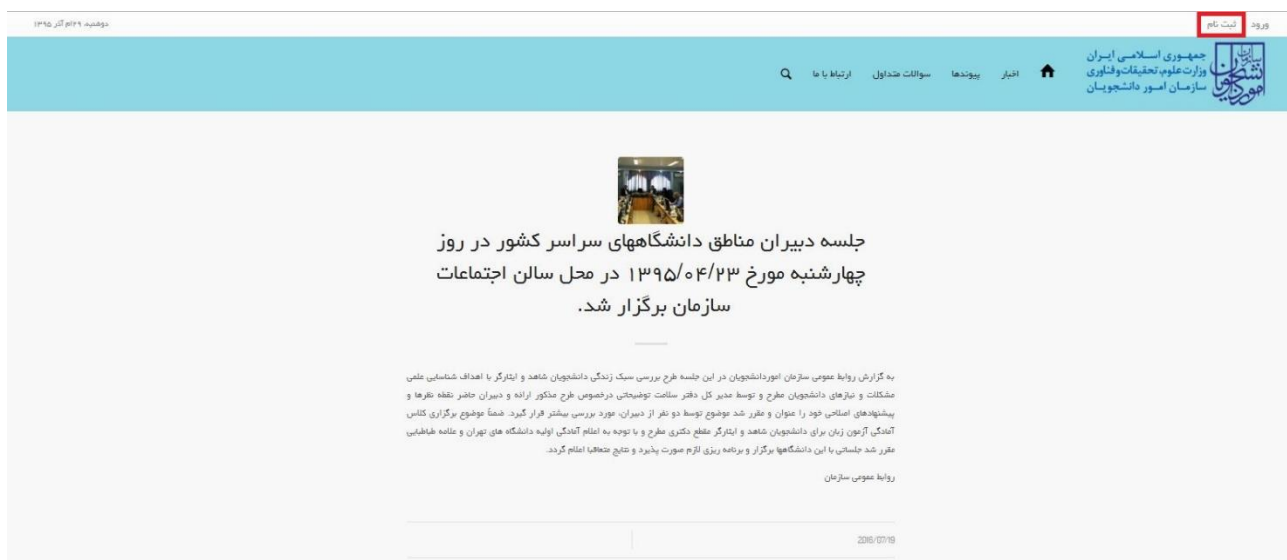 ورود ثبت نام
دوشنبه، ۲۹ام آذر ۱۳۹۵
سازمان امور دانشجویان
جمهوری اسلامی ایران
وزارت علوم، تحقیقات و فناوری
سازمان امور دانشجویان
اخبار پیوندها سوالات متداول ارتباط با ما
جلسه دبیران مناطق دانشگاههای سراسر کشور در روز
چهارشنبه مورخ ۱۳۹۵/۰۴/۲۳ در محل سالن اجتماعات
سازمان برگزار شد.
به گزارش روابط عمومی سازمان اموردانشجویان در این جلسه طرح بررسی سبک زندگی دانشجویان شاهد و ایثارگر با اهداف شناسایی علمی
مشکلات و نیازهای دانشجویان مطرح و توسط مدیر کل دفتر سلامت توضیحاتی درخصوص طرح مذکور ارائه و دبیران حاضر نقطه نظرها و
پیشنهادهای اصلاحی خود را عنوان و مقرر شد موضوع توسط دو نفر از دبیران، مورد بررسی بیشتر قرار گیرد. ضمناً موضوع برگزاری کلاس
آمادگی آزمون زبان برای دانشجویان شاهد و ایثارگر مقطع دکتری مطرح و با توجه به اعلام آمادگی اولیه دانشگاه های تهران و علامه طباطبایی
مقرر شد جلساتی با این دانشگاهها برگزار و برنامه ریزی لازم صورت پذیرد و نتایج متعاقبا اعلام گردد.
روابط عمومی سازمان
2016/07/19